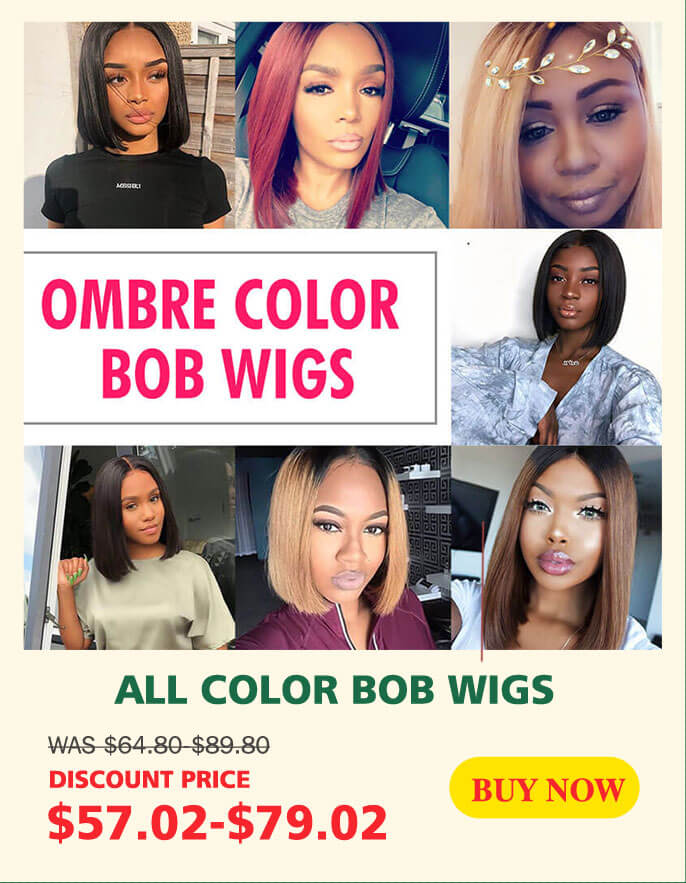 OMBRE COLOR
BOB WIGS
ALL COLOR BOB WIGS
WAS $64.80-$89.80
DISCOUNT PRICE
$57.02-$79.02
BUY NOW